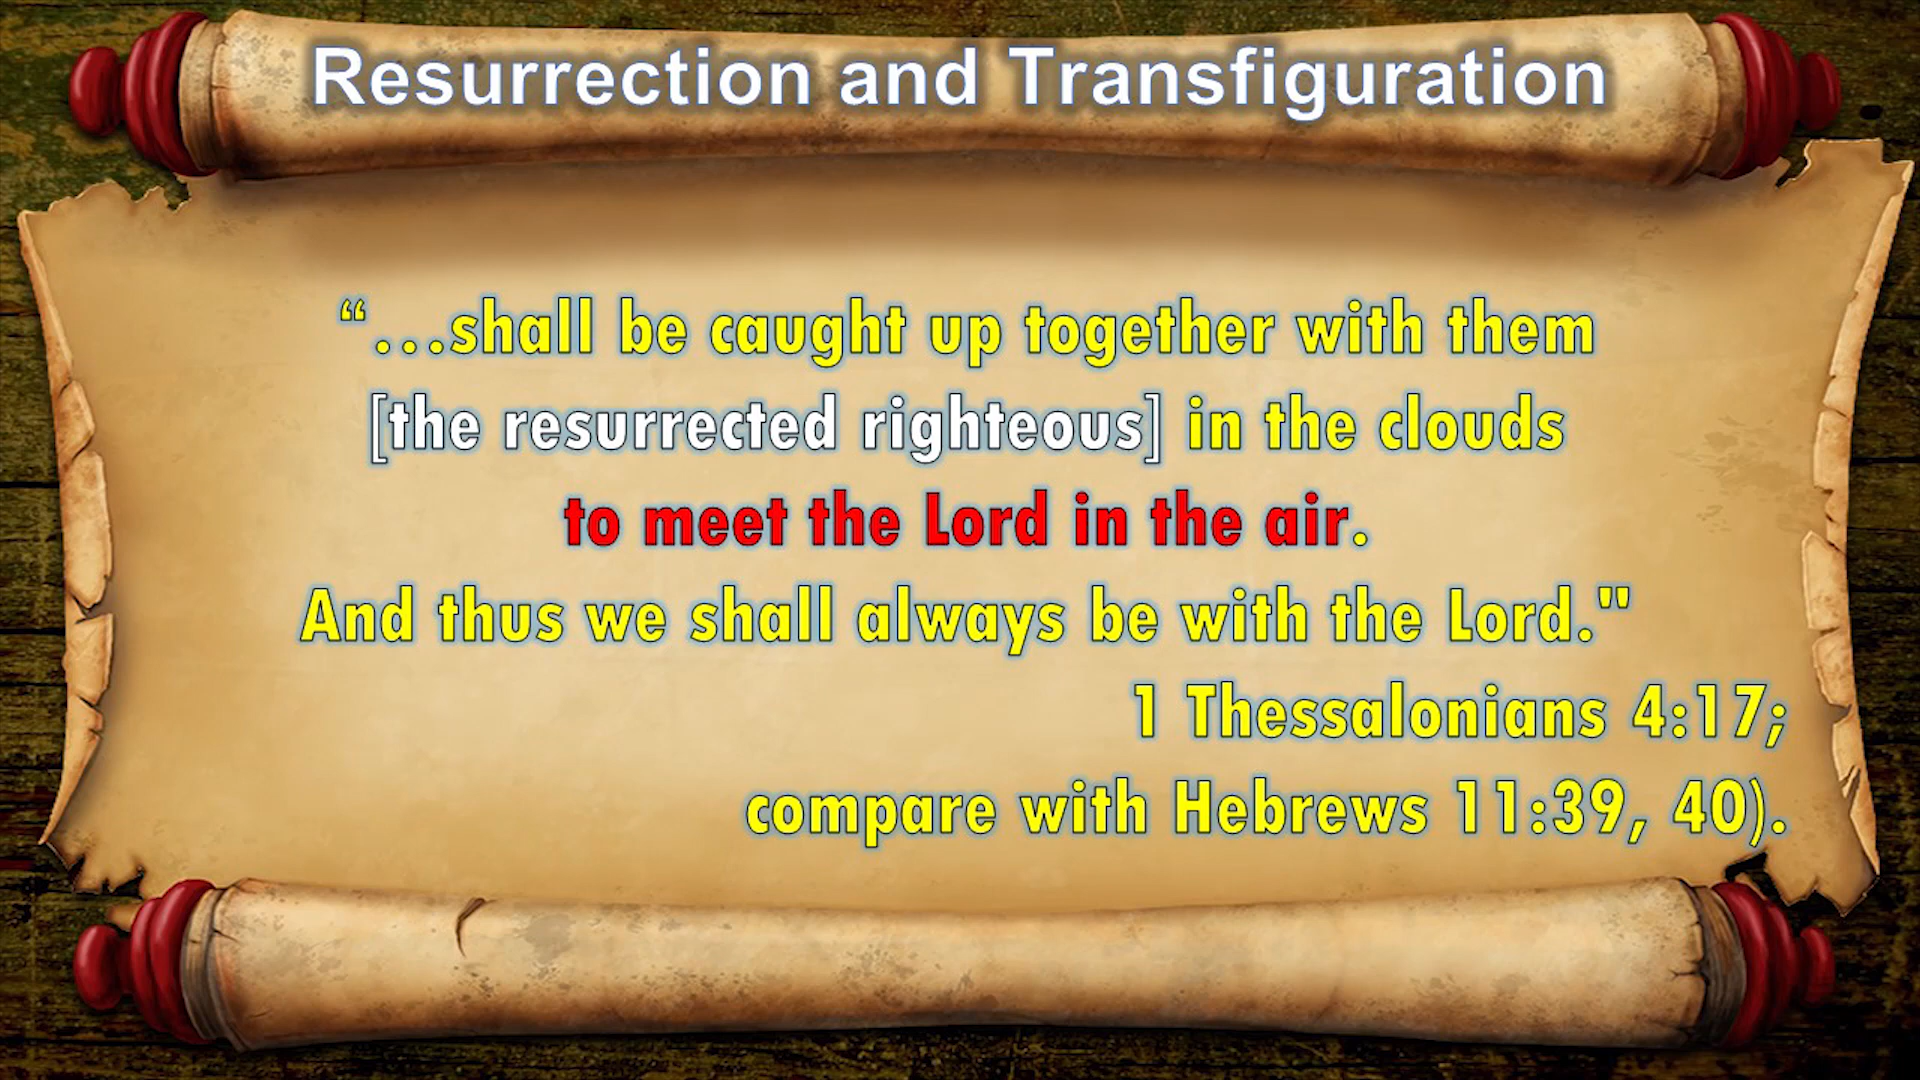 Resurrection and Transfiguration
“...shall be caught up together with them
[the resurrected righteous] in the clouds
to meet the Lord in the air.
And thus we shall always be with the Lord."
1 Thessalonians 4:17;
compare with Hebrews 11:39, 40).